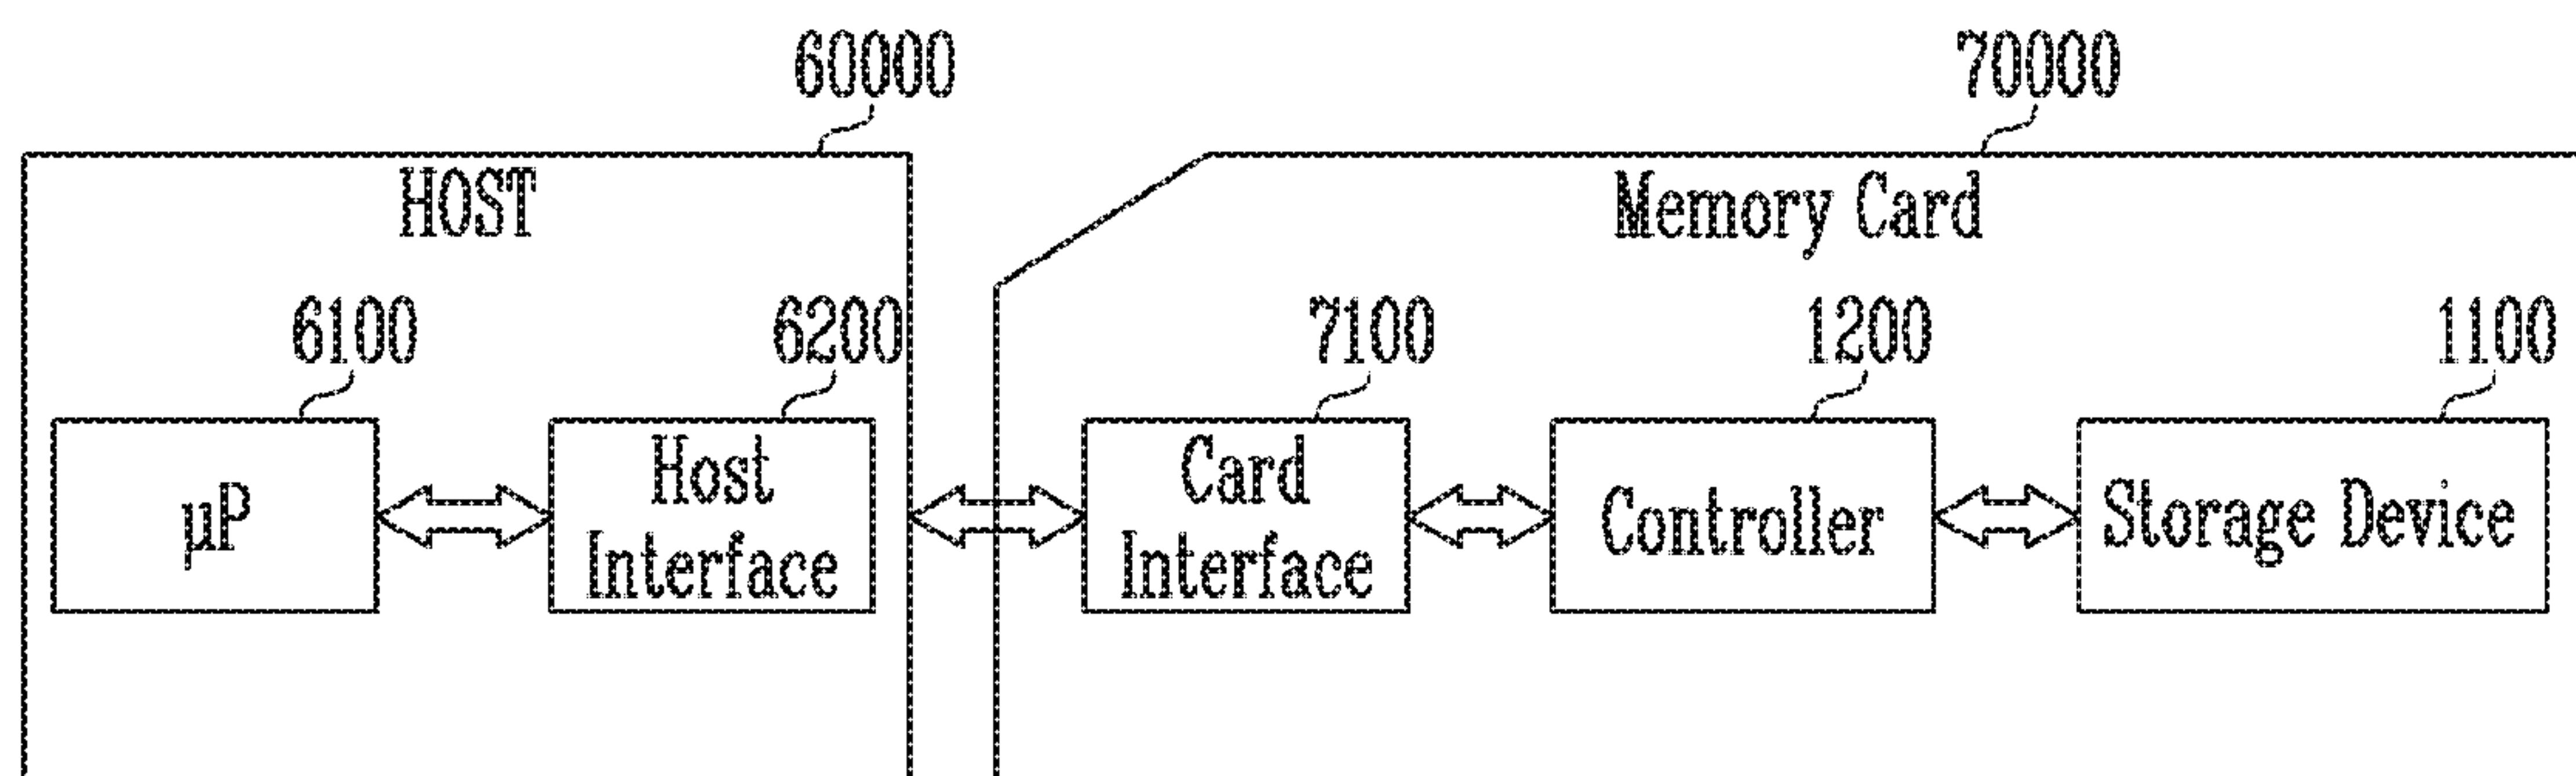 60000
70000
HOST
Memory Card
6100
6200
7100
1200
1100
µP
Host
Interface
Card
Interface
Controller
Storage Device